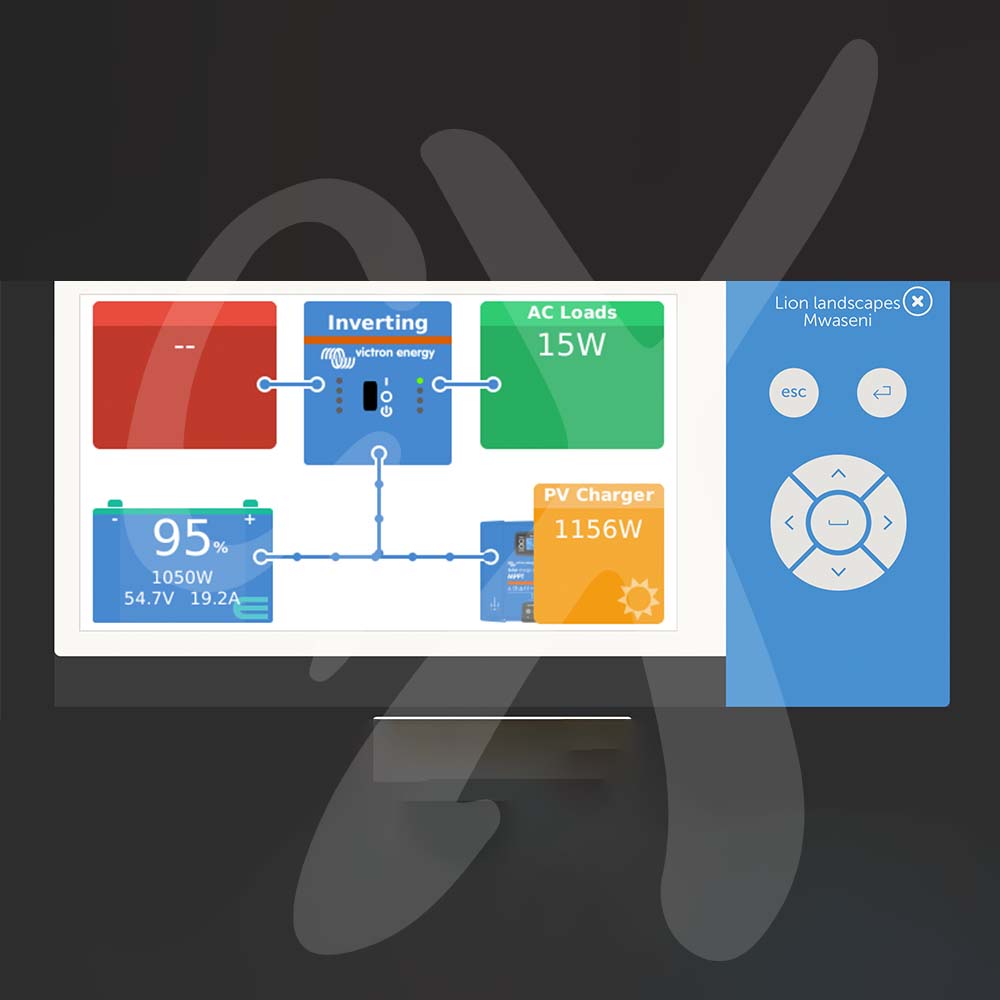 Lion landscapes
Mwaseni
--
Inverting
victron energy
AC Loads
15W
esc
- +
95%
1050W
54.7V 19.2A
PV Charger
1156W
MPPT